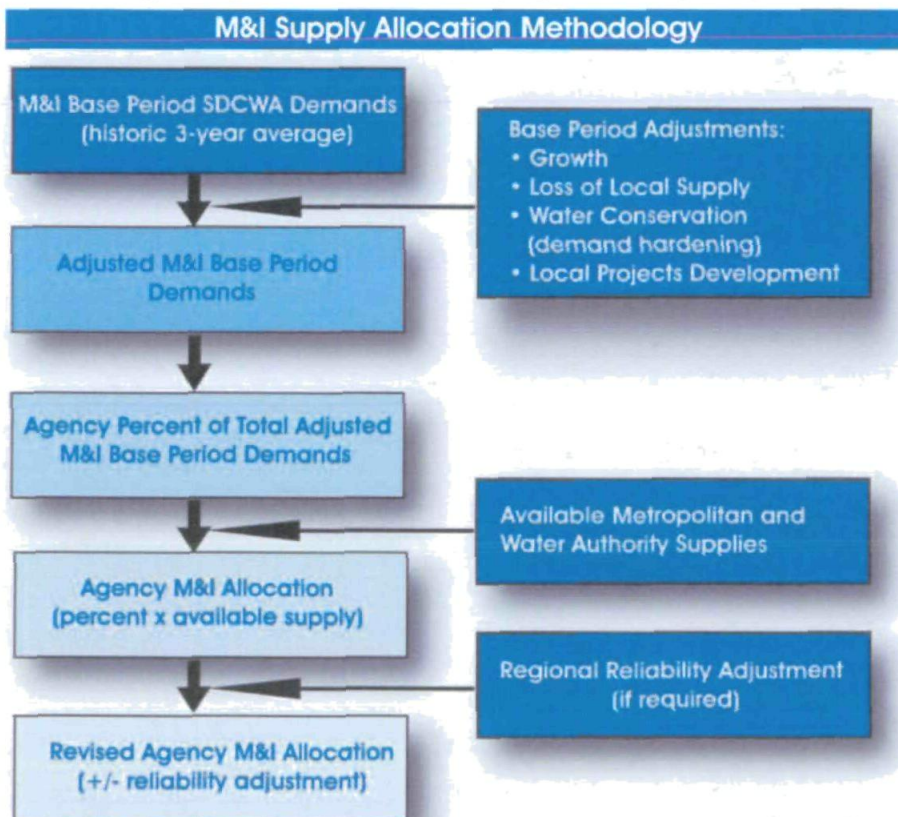 M&I Supply Allocation Methodology
M&I Base Period SDCWA Demands
(historic 3-year average)
Base Period Adjustments:
• Growth
• Loss of Local Supply
• Water Conservation
(demand hardening)
• Local Projects Development
Adjusted M&I Base Period
Demands
Agency Percent of Total Adjusted
M&I Base Period Demands
Available Metropolitan and
Water Authority Supplies
Agency M&I Allocation
(percent x available supply)
Regional Reliability Adjustment
(if required)
Revised Agency M&I Allocation
(+/- reliability adjustment)